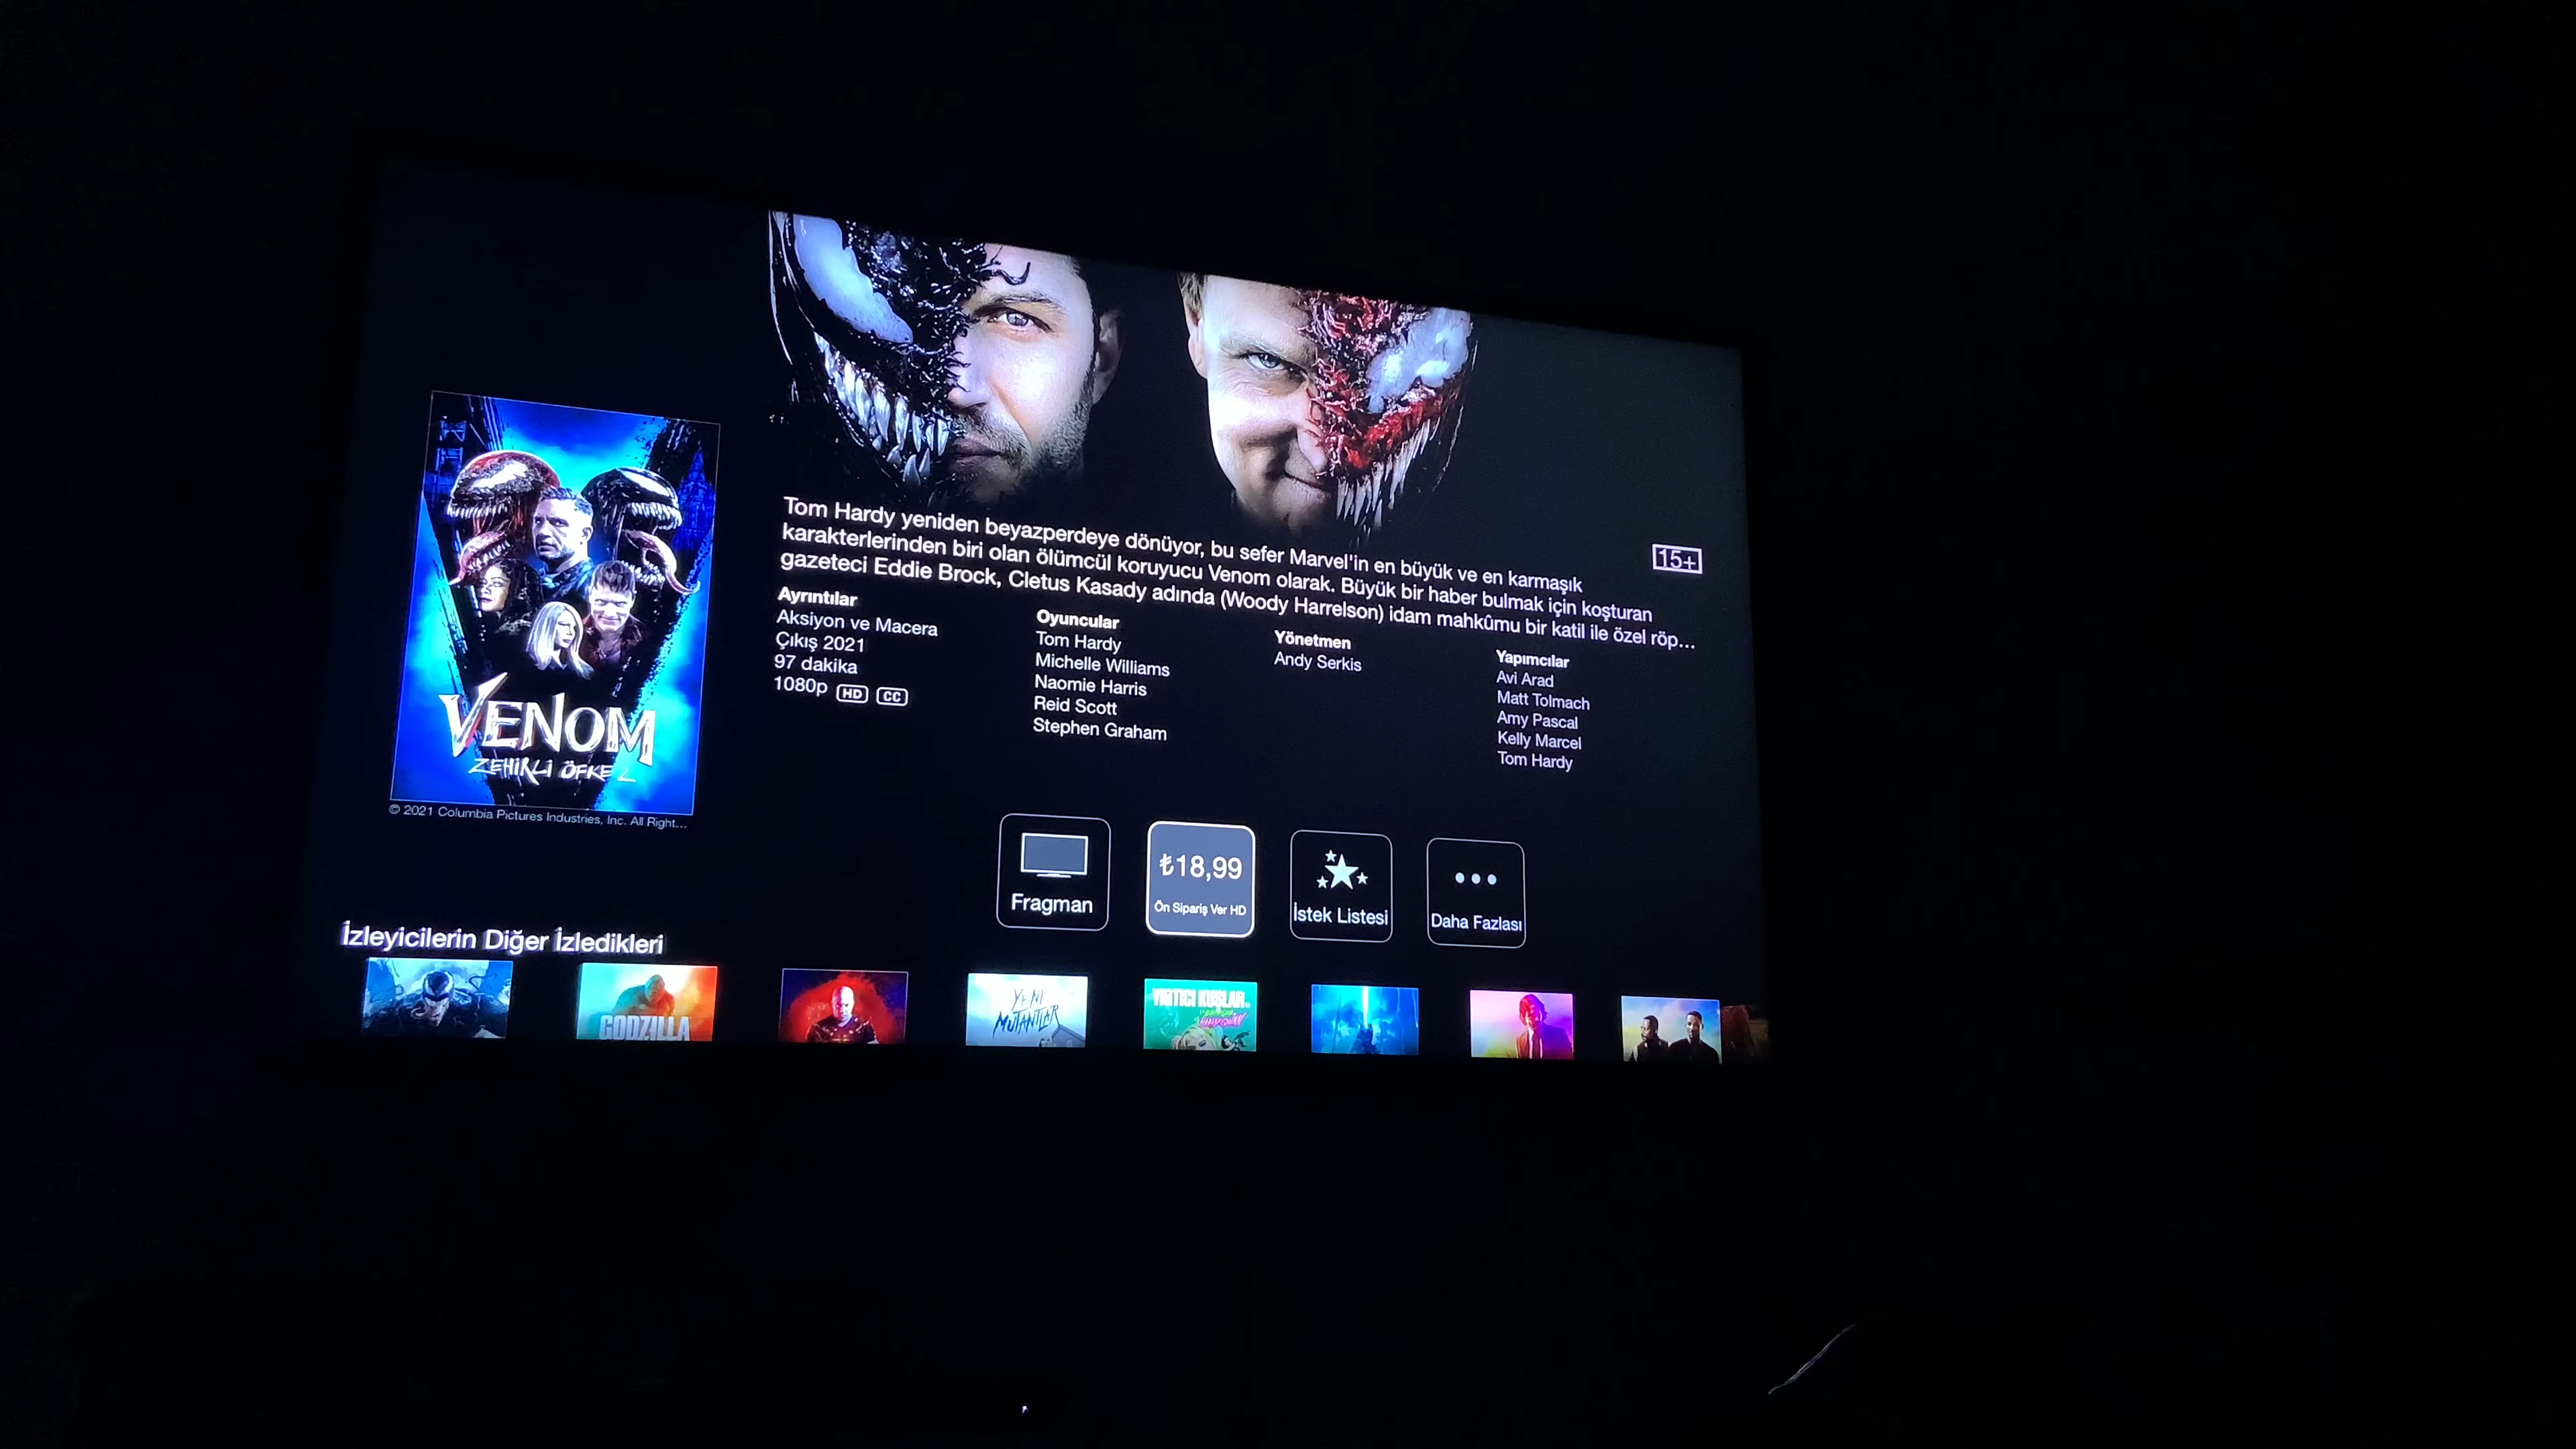 Tom Hardy yeniden beyazperdeye dönüyor, bu sefer Marvel'in en büyük ve en karmaşık
karakterlerinden biri olan ölümcül koruyucu Venom olarak. Büyük bir haber bulmak için koşturan
gazeteci Eddie Brock, Cletus Kasady adında (Woody Harrelson) idam mahkûmu bir katil ile özel röp...
15+
Ayrıntılar
Aksiyon ve Macera
Çıkış 2021
97 dakika
1080p HD CC
Oyuncular
Tom Hardy
Michelle Williams
Naomie Harris
Reid Scott
Stephen Graham
Yönetmen
Andy Serkis
Yapımcılar
Avi Arad
Matt Tolmach
Amy Pascal
Kelly Marcel
Tom Hardy
VENOM
ZEHİRLİ ÖFKE 2
© 2021 Columbia Pictures Industries, Inc. All Right...
Fragman
₺18,99
Ön Sipariş Ver HD
İstek Listesi
Daha Fazlası
İzleyicilerin Diğer İzledikleri
GODZILLA
YENİ
MUTANTLAR
YIRTICI KUŞLAR